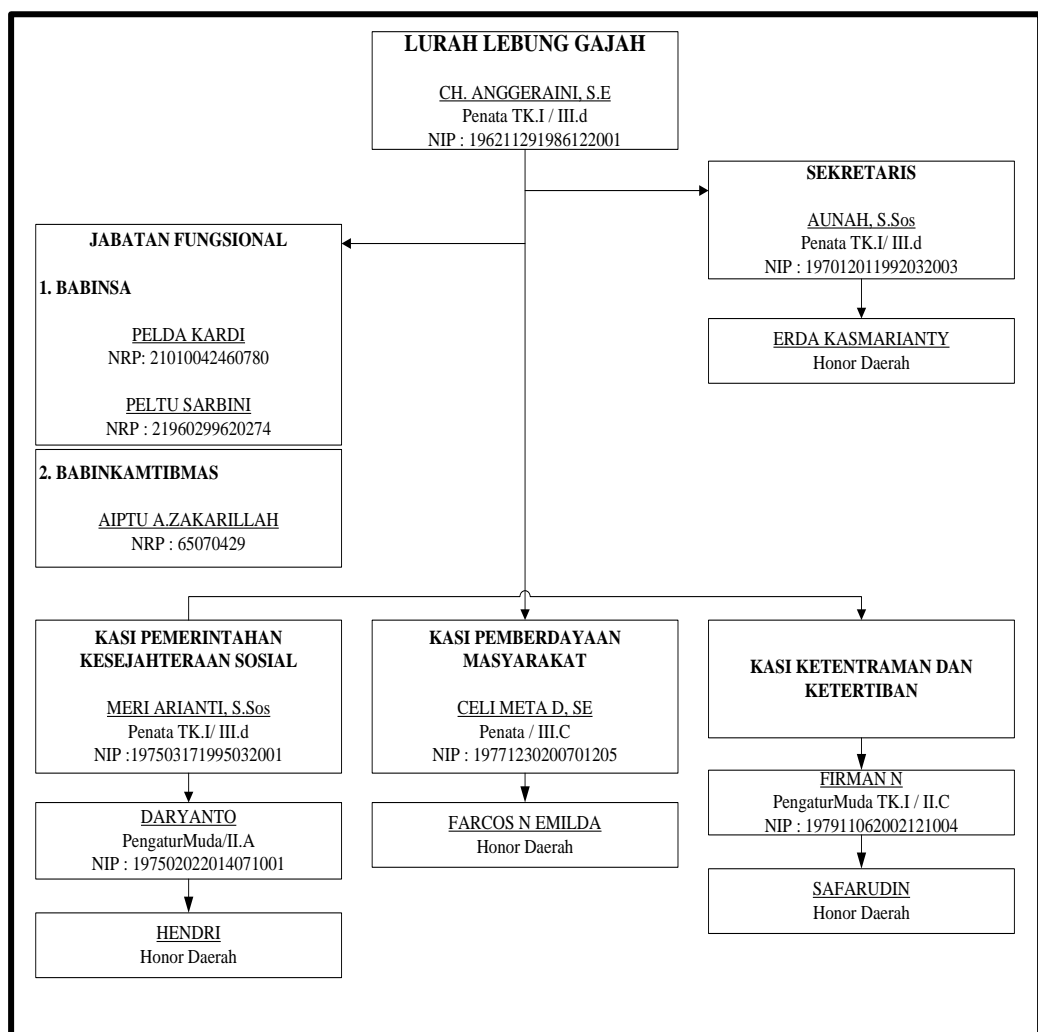 LURAH LEBUNG GAJAH
CH. ANGGERAINI, S.E
Penata TK.I / III.d
NIP : 196211291986122001
SEKRETARIS
AUNAH, S.Sos
Penata TK.I/ III.d
NIP : 197012011992032003
ERDA KASMARIANTY
Honor Daerah
JABATAN FUNGSIONAL
1. BABINSA
PELDA KARDI
NRP: 21010042460780
PELTU SARBINI
NRP : 21960299620274
2. BABINKAMTIBMAS
AIPTU A.ZAKARILLAH
NRP : 65070429
KASI PEMERINTAHAN
KESEJAHTERAAN SOSIAL
MERI ARIANTI, S.Sos
Penata TK.I/ III.d
NIP :197503171995032001
DARYANTO
PengaturMuda/II.A
NIP : 197502022014071001
HENDRI
Honor Daerah
KASI PEMBERDAYAAN
MASYARAKAT
CELI META D, SE
Penata / III.C
NIP : 19771230200701205
FARCOS N EMILDA
Honor Daerah
KASI KETENTRAMAN DAN
KETERTIBAN
FIRMAN N
PengaturMuda TK.I / II.C
NIP : 197911062002121004
SAFARUDIN
Honor Daerah